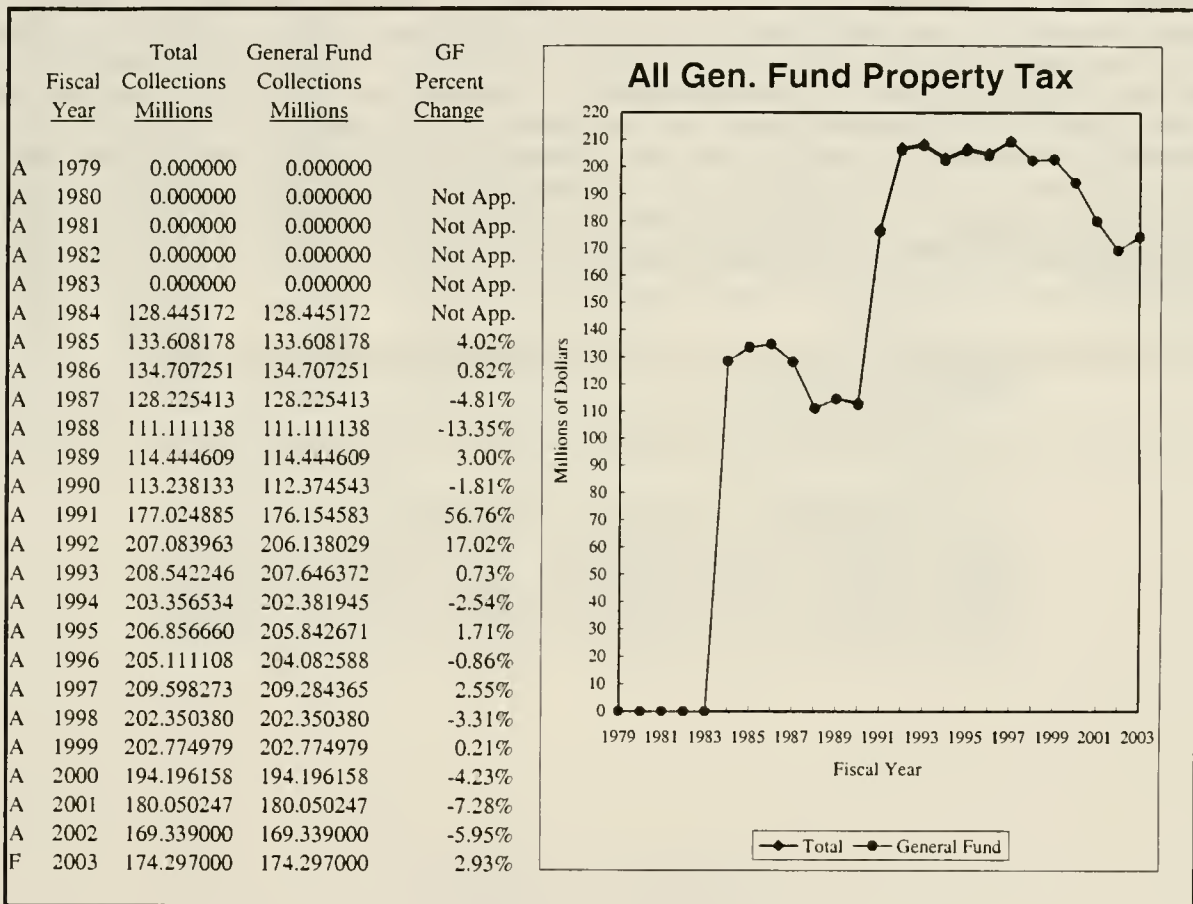 Total General Fund GF
Fiscal Collections Collections Percent
Year Millions Millions Change
A 1979 0.000000 0.000000
A 1980 0.000000 0.000000 Not App.
A 1981 0.000000 0.000000 Not App.
A 1982 0.000000 0.000000 Not App.
A 1983 0.000000 0.000000 Not App.
A 1984 128.445172 128.445172 Not App.
A 1985 133.608178 133.608178 4.02%
A 1986 134.707251 134.707251 0.82%
A 1987 128.225413 128.225413 -4.81%
A 1988 111.111138 111.111138 -13.35%
A 1989 114.444609 114.444609 3.00%
A 1990 113.238133 112.374543 -1.81%
A 1991 177.024885 176.154583 56.76%
A 1992 207.083963 206.138029 17.02%
A 1993 208.542246 207.646372 0.73%
A 1994 203.356534 202.381945 -2.54%
A 1995 206.856660 205.842671 1.71%
A 1996 205.111108 204.082588 -0.86%
A 1997 209.598273 209.284365 2.55%
A 1998 202.350380 202.350380 -3.31%
A 1999 202.774979 202.774979 0.21%
A 2000 194.196158 194.196158 -4.23%
A 2001 180.050247 180.050247 -7.28%
A 2002 169.339000 169.339000 -5.95%
F 2003 174.297000 174.297000 2.93%
All Gen. Fund Property Tax
Millions of Dollars
220
210
200
190
180
170
160
150
140
130
120
110
100
90
80
70
60
50
40
30
20
10
0
1979 1981 1983 1985 1987 1989 1991 1993 1995 1997 1999 2001 2003
Fiscal Year
Total General Fund